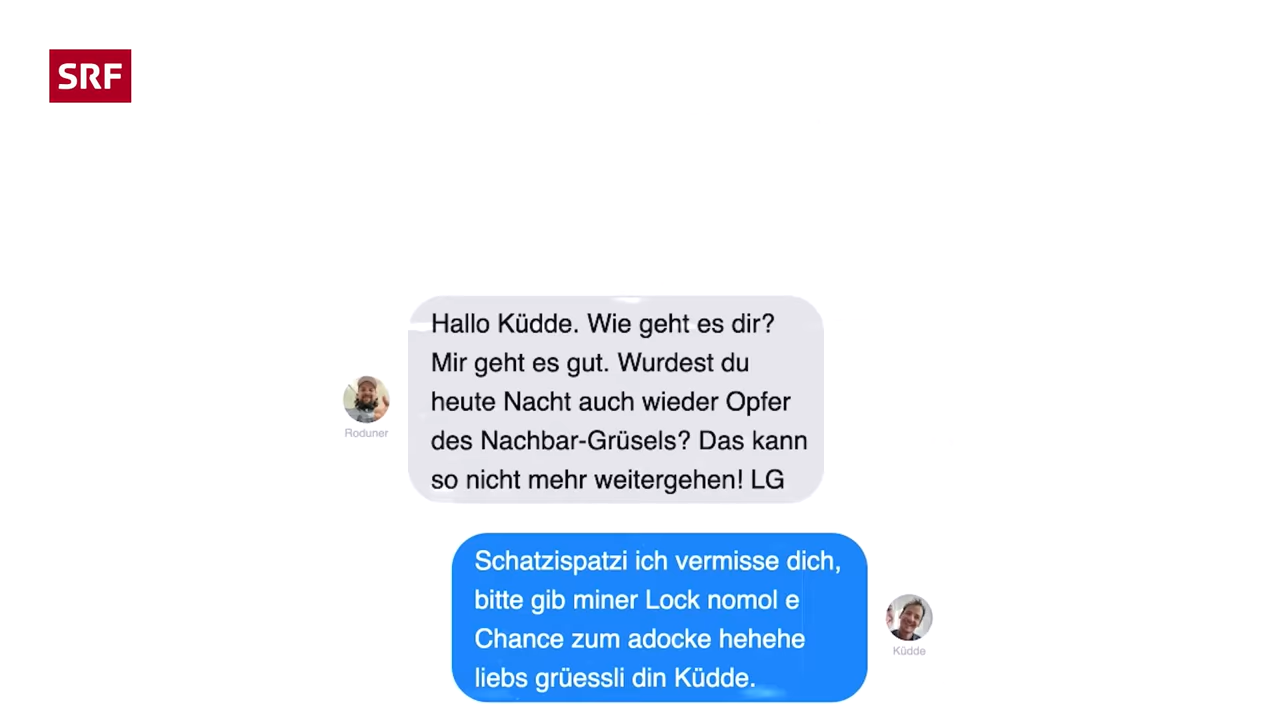 SRF
Hallo Küdde. Wie geht es dir?
Mir geht es gut. Wurdest du
heute Nacht auch wieder Opfer
des Nachbar-Grüsels? Das kann
so nicht mehr weitergehen! LG
Roduner
Schatzispatzi ich vermisse dich,
bitte gib miner Lock nomol e
Chance zum adocke hehehe
liebs grüessli din Küdde.
Küdde